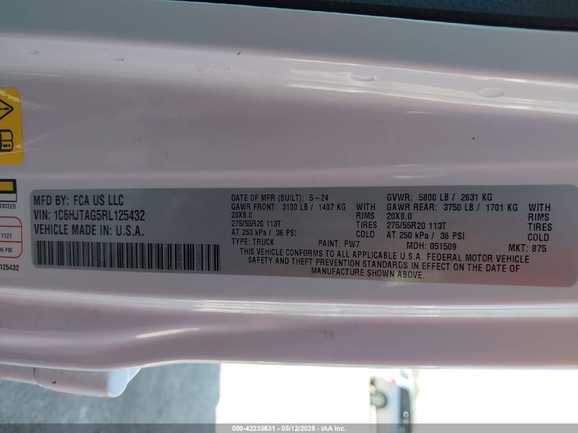 MFD BY: FCA US LLC
VIN: 1C6HJTAG5RL125432
VEHICLE MADE IN: U.S.A.
DATE OF MFR (BUILT): 5-24
GAWR FRONT: 3100 LB / 1407 KG WITH
20X8.0 RIMS
275/55R20 113T TIRES
AT 250 kPa / 36 PSI COLD
TYPE: TRUCK PAINT: PW7
GVWR: 5800 LB / 2631 KG
GAWR REAR: 3750 LB / 1701 KG WITH
20X8.0 RIMS
275/55R20 113T TIRES
AT 250 kPa / 36 PSI COLD
MDH: 051509 MKT: 875
THIS VEHICLE CONFORMS TO ALL APPLICABLE U.S.A. FEDERAL MOTOR VEHICLE
SAFETY AND THEFT PREVENTION STANDARDS IN EFFECT ON THE DATE OF
MANUFACTURE SHOWN ABOVE.
113T
PSI
125432
000-42239631 - 05/12/2025 - IAA Inc.